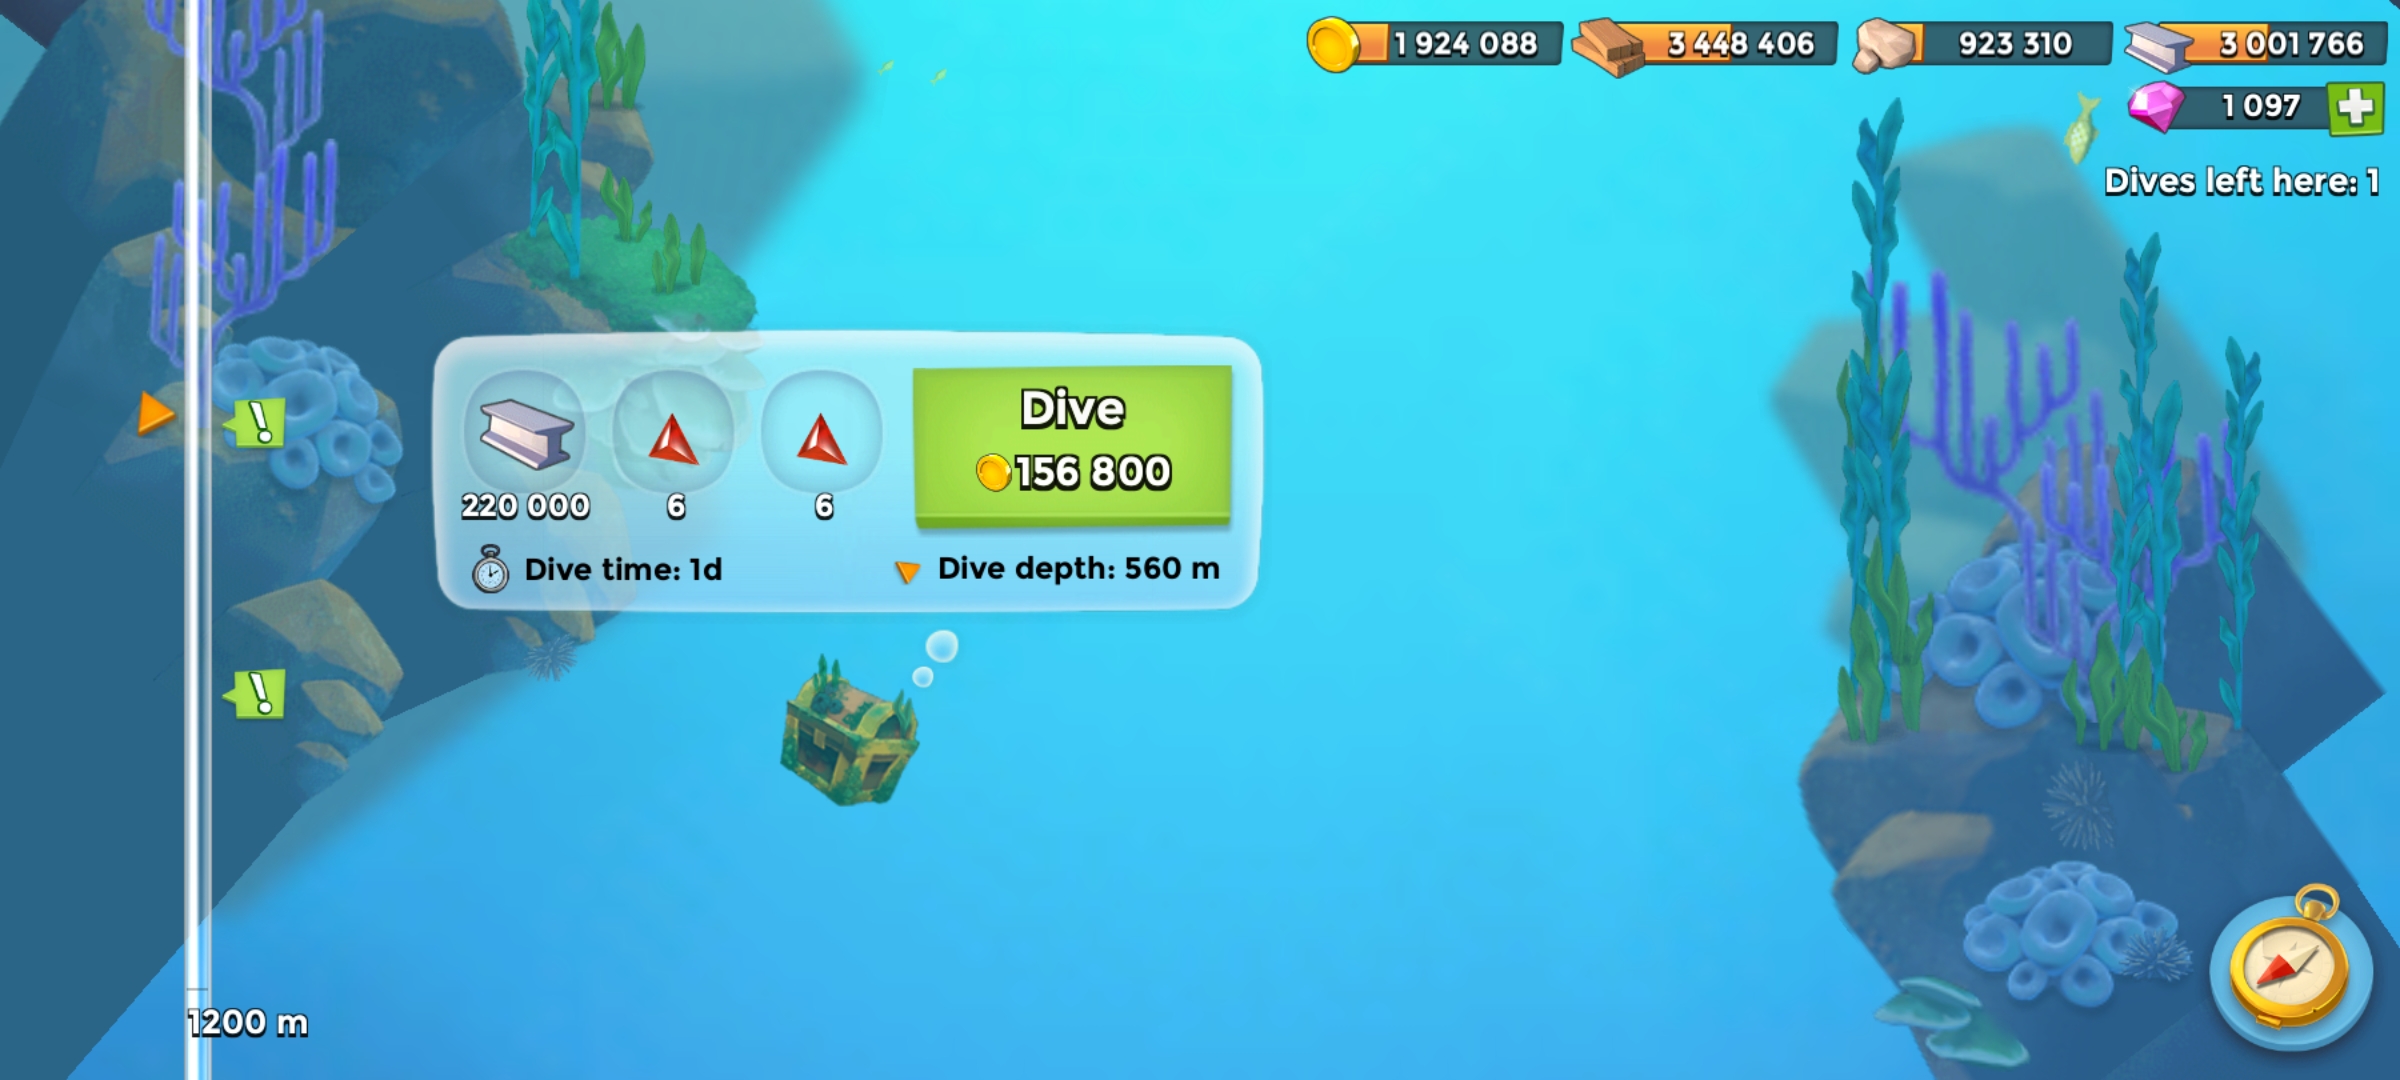 1 924 088
3 448 406
923 310
3 001 766
1 097
Dives left here: 1
Dive
156 800
220 000
6
6
Dive time: 1d
Dive depth: 560 m
!
!
1200 m